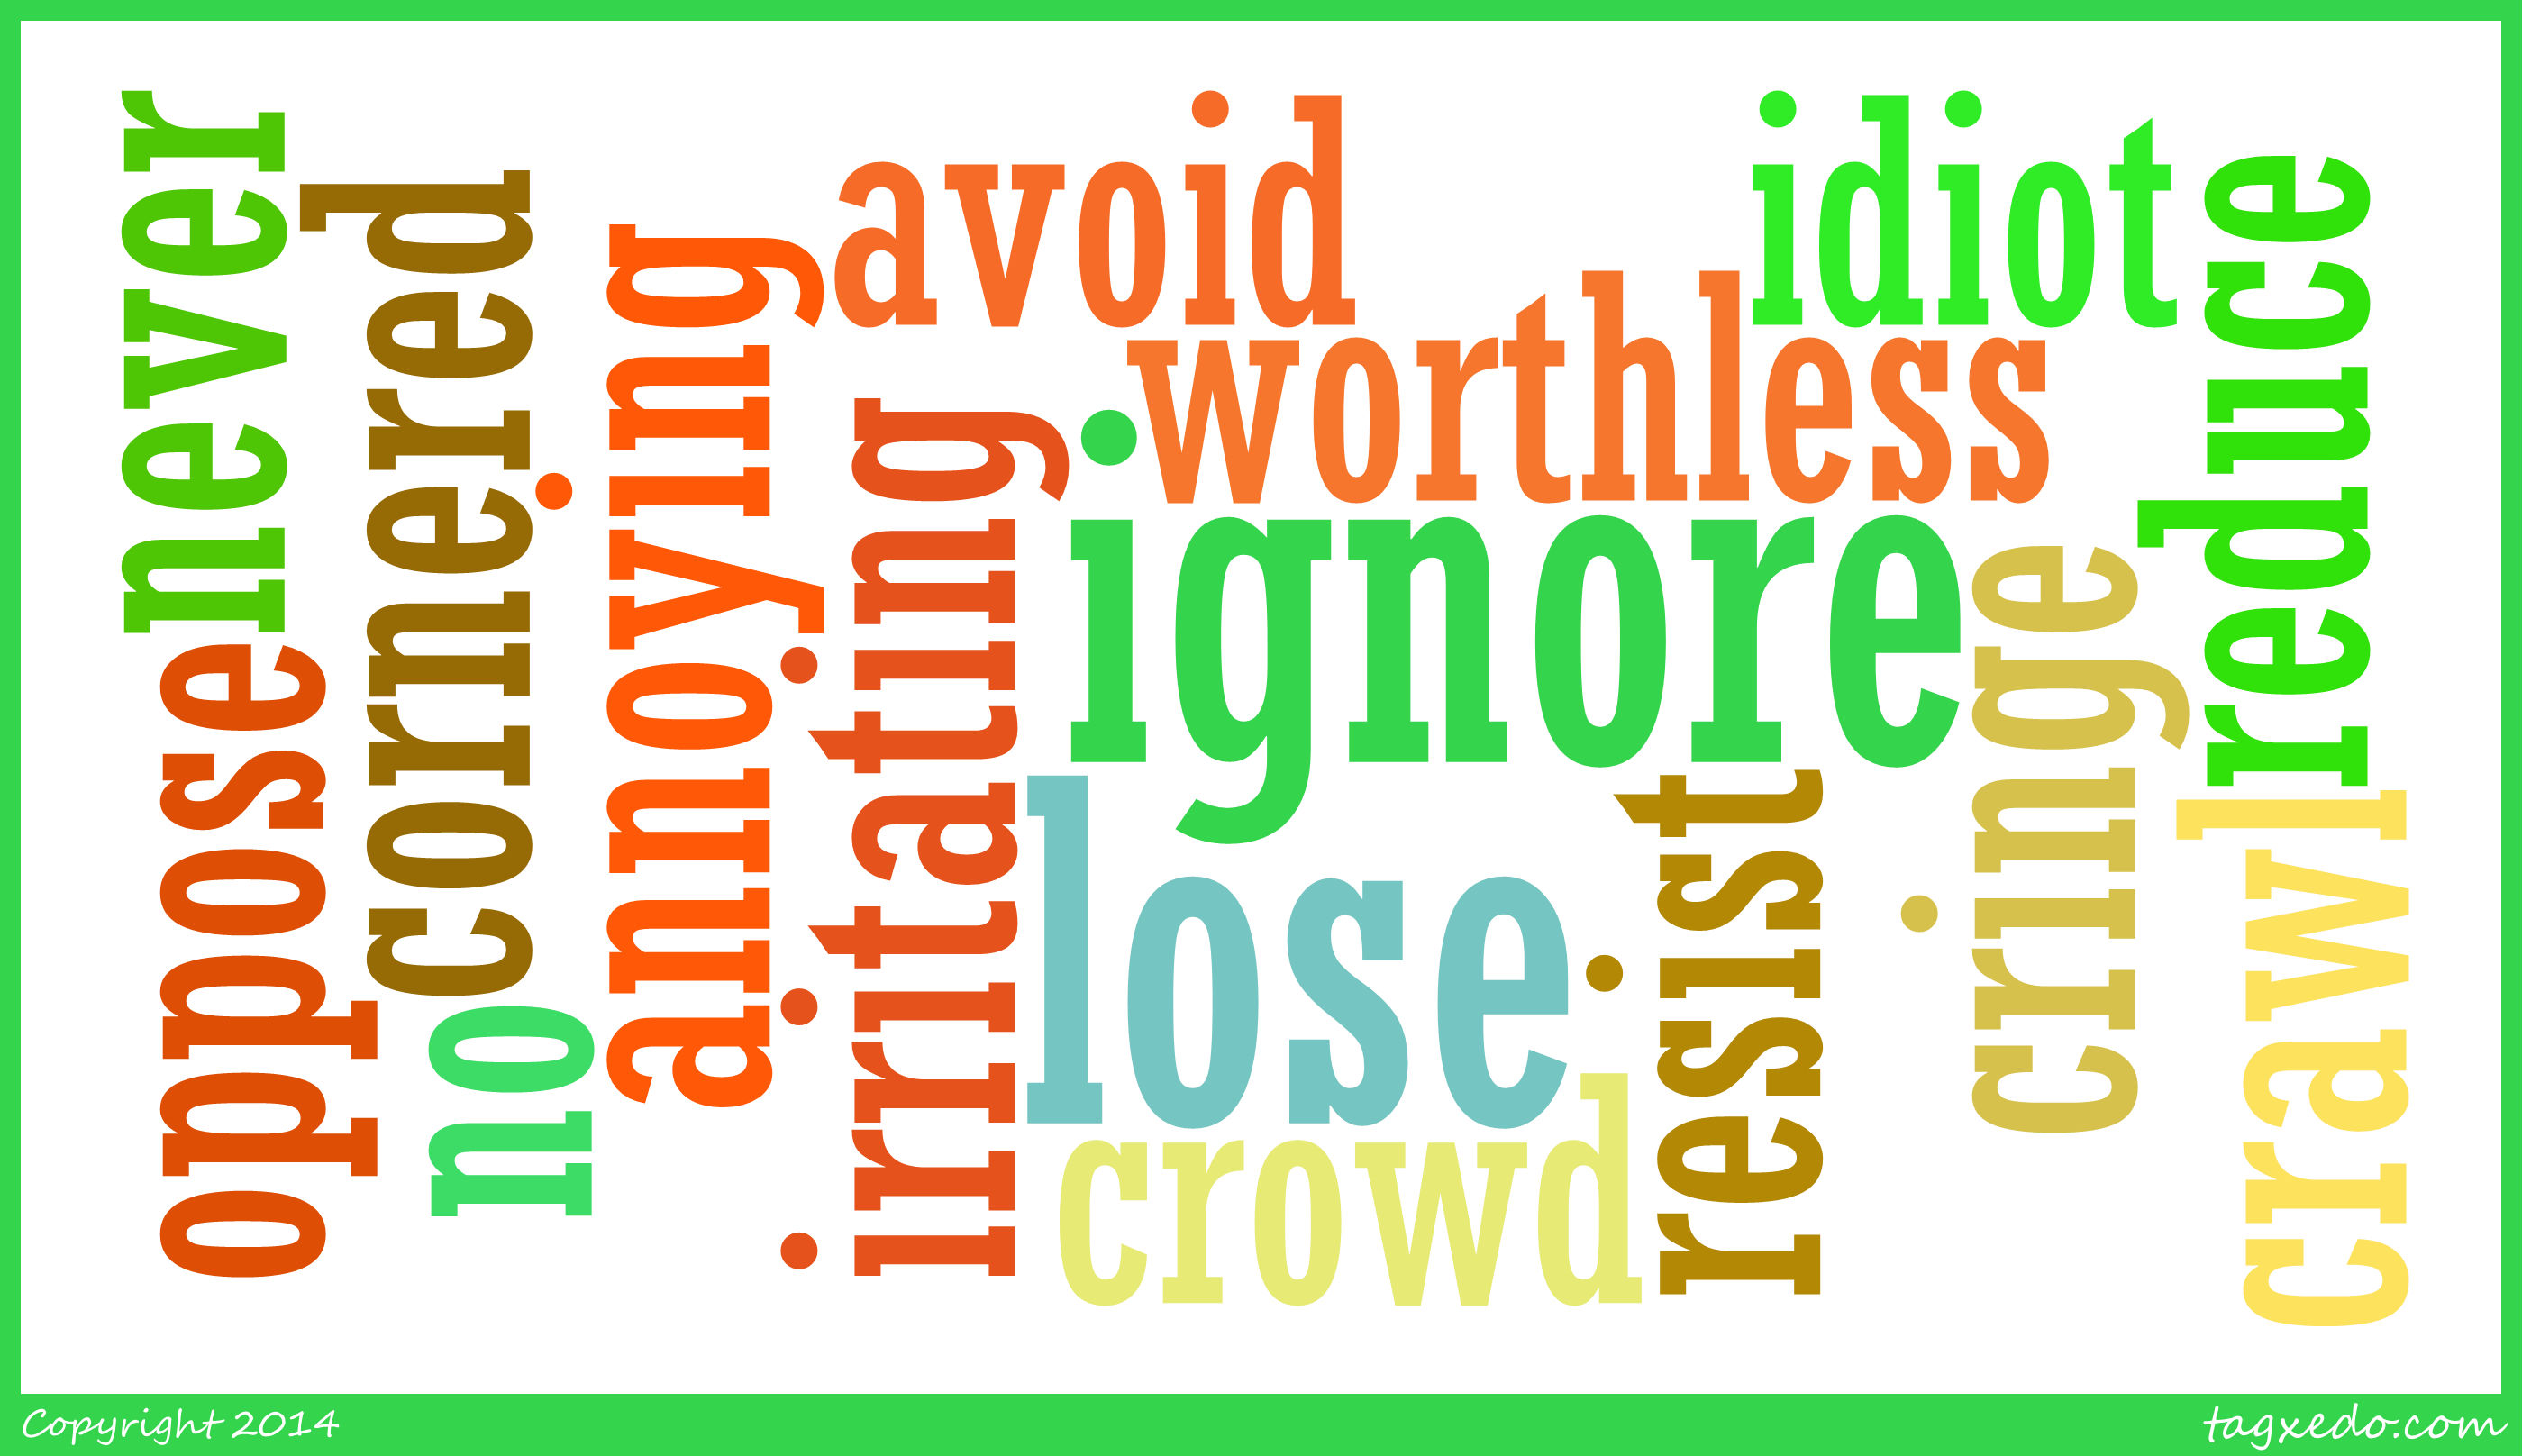 never
oppose
cornered
no
annoying
irritating
avoid
idiot
worthless
ignore
lose
crowd
resist
cringe
reduce
crawl
Copyright 2014
tagxedo.com